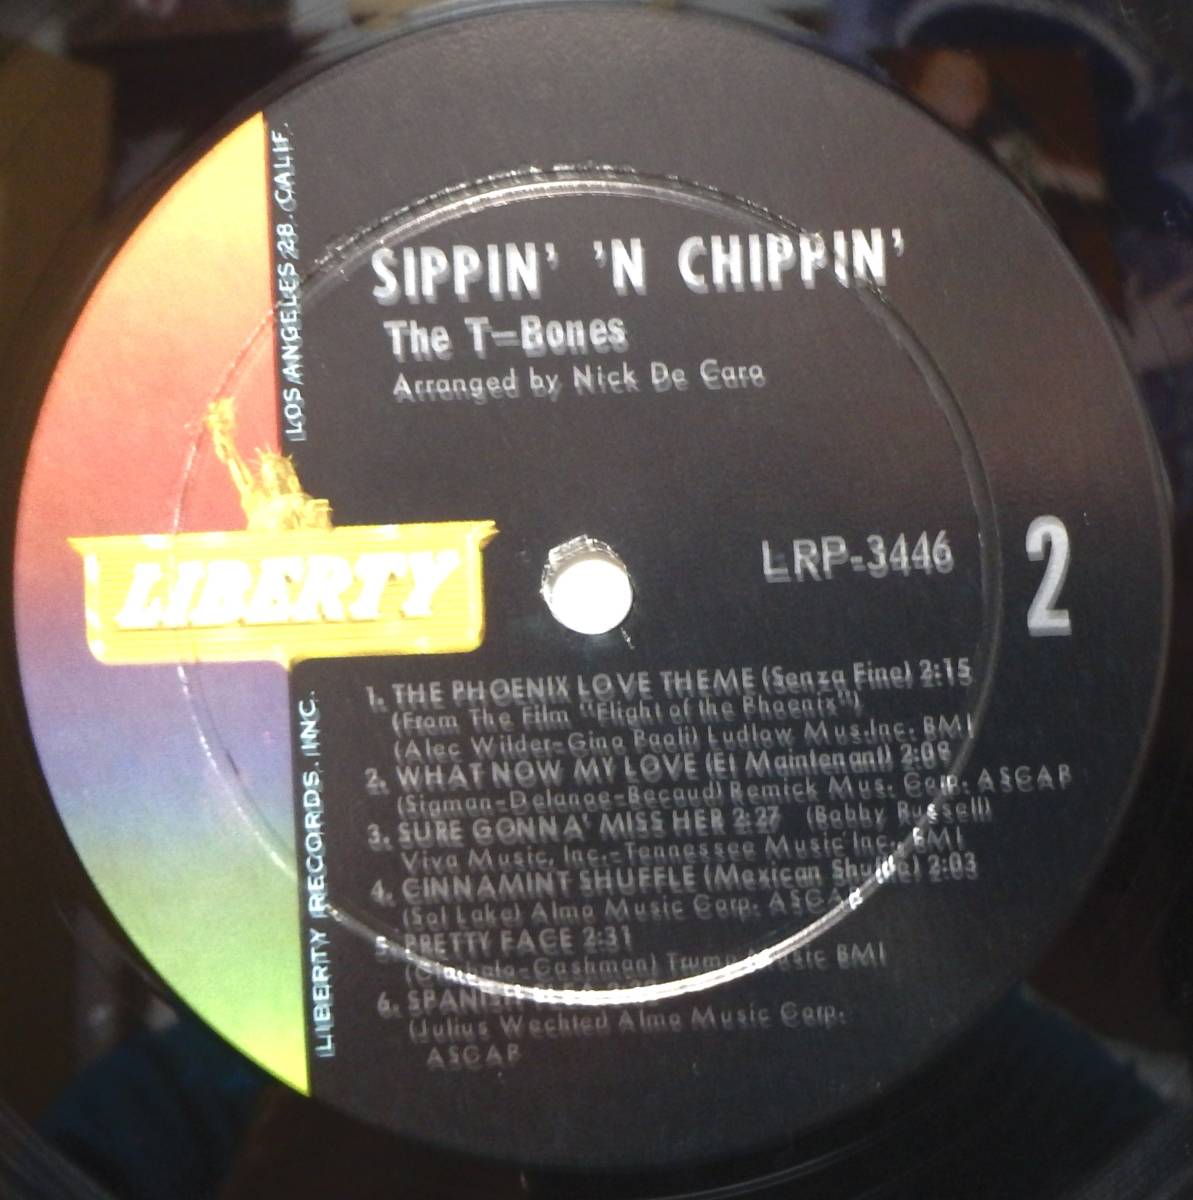 SIPPIN' 'N CHIPPIN'
The T-Bones
Arranged by Nick De Caro
LOS ANGELES 28, CALIF.
LIBERTY
LRP-3446
2
LIBERTY RECORDS, INC.
1. THE PHOENIX LOVE THEME (Senza Fine) 2:15
(From The Film "Flight of the Phoenix")
(Alec Wilder-Gino Paoli) Ludlow Mus.Inc. BMI
2. WHAT NOW MY LOVE (Et Maintenant) 2:08
(Sigman-Delanoe-Becaud) Remick Mus. Corp. ASCAP
3. SURE GONNA' MISS HER 2:27 (Bobby Russell)
Viva Music, Inc.-Tennessee Music Inc., BMI
4. CINNAMINT SHUFFLE (Mexican Shuffle) 2:03
(Sol Lake) Almo Music Corp. ASCAP
5. PRETTY FACE 2:31
-Cashman) Music BMI
6. SPANISH
(Julius Wechter) Almo Music Corp.
ASCAP